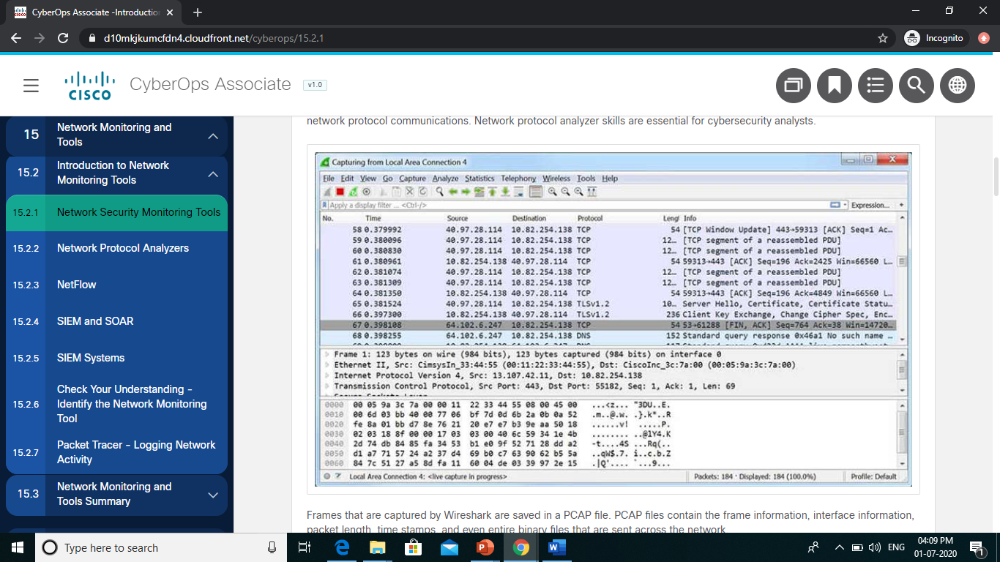 CyberOps Associate -Introduction
d10mkjkumcfdn4.cloudfront.net/cyberops/15.2.1
Incognito
CISCO
CyberOps Associate
v1.0
15
Network Monitoring and
Tools
15.2
Introduction to Network
Monitoring Tools
15.2.1
Network Security Monitoring Tools
15.2.2
Network Protocol Analyzers
15.2.3
NetFlow
15.2.4
SIEM and SOAR
15.2.5
SIEM Systems
15.2.6
Check Your Understanding -
Identify the Network Monitoring
Tool
15.2.7
Packet Tracer - Logging Network
Activity
15.3
Network Monitoring and
Tools Summary
network protocol communications. Network protocol analyzer skills are essential for cybersecurity analysts.
Capturing from Local Area Connection 4
File Edit View Go Capture Analyze Statistics Telephony Wireless Tools Help
Apply a display filter ... <Ctrl-/>
Expression...
+
No. Time Source Destination Protocol Lengt Info
58 0.379992 40.97.28.114 10.82.254.138 TCP 54 [TCP Window Update] 443→59313 [ACK] Seq=1 Ac…
59 0.380096 40.97.28.114 10.82.254.138 TCP 12… [TCP segment of a reassembled PDU]
60 0.380830 40.97.28.114 10.82.254.138 TCP 12… [TCP segment of a reassembled PDU]
61 0.380961 10.82.254.138 40.97.28.114 TCP 54 59313→443 [ACK] Seq=196 Ack=2425 Win=66560 L…
62 0.381074 40.97.28.114 10.82.254.138 TCP 12… [TCP segment of a reassembled PDU]
63 0.381309 40.97.28.114 10.82.254.138 TCP 12… [TCP segment of a reassembled PDU]
64 0.381350 10.82.254.138 40.97.28.114 TCP 54 59313→443 [ACK] Seq=196 Ack=4849 Win=66560 L…
65 0.381524 40.97.28.114 10.82.254.138 TLSv1.2 10… Server Hello, Certificate, Certificate Statu…
66 0.397300 40.97.28.114 10.82.254.138 TLSv1.2 236 Client Key Exchange, Change Cipher Spec, Enc…
67 0.398108 64.102.6.247 10.82.254.138 TCP 54 53→61288 [FIN, ACK] Seq=764 Ack=38 Win=14720…
68 0.398255 64.102.6.247 10.82.254.138 DNS 152 Standard query response 0x46a1 No such name …
Frame 1: 123 bytes on wire (984 bits), 123 bytes captured (984 bits) on interface 0
Ethernet II, Src: CimsysIn_33:44:55 (00:11:22:33:44:55), Dst: CiscoInc_3c:7a:00 (00:05:9a:3c:7a:00)
Internet Protocol Version 4, Src: 13.107.42.11, Dst: 10.82.254.138
Transmission Control Protocol, Src Port: 443, Dst Port: 55182, Seq: 1, Ack: 1, Len: 69
0000 00 05 9a 3c 7a 00 00 11 22 33 44 55 08 00 45 00 ...<z... "3DU..E.
0010 00 6d 03 bb 40 00 77 06 bf 7d 0d 6b 2a 0b 0a 52 .m..@.w. .}.k*..R
0020 fe 8a 01 bb d7 8e 76 21 20 e7 e7 b3 9e aa 50 18 ......v! .....P.
0030 02 03 18 8f 00 00 17 03 03 00 40 6c 59 34 1e 4b ........ ..@lY4.K
0040 2d 74 db 84 85 fa 34 53 b1 e0 9f 52 71 28 dd a2 -t....4S ...Rq(..
0050 d1 a7 71 57 24 a2 37 d4 69 b0 c7 63 90 62 b5 5a ..qW$.7. i..c.b.Z
0060 84 7c 51 27 a5 8d fa 11 60 04 de 03 39 97 2e 15 .|Q'.... `...9...
Local Area Connection 4: <live capture in progress>
Packets: 184 · Displayed: 184 (100.0%)
Profile: Default
Frames that are captured by Wireshark are saved in a PCAP file. PCAP files contain the frame information, interface information,
packet length, time stamps, and even entire binary files that are sent across the network
Type here to search
ENG
04:09 PM
01-07-2020
1